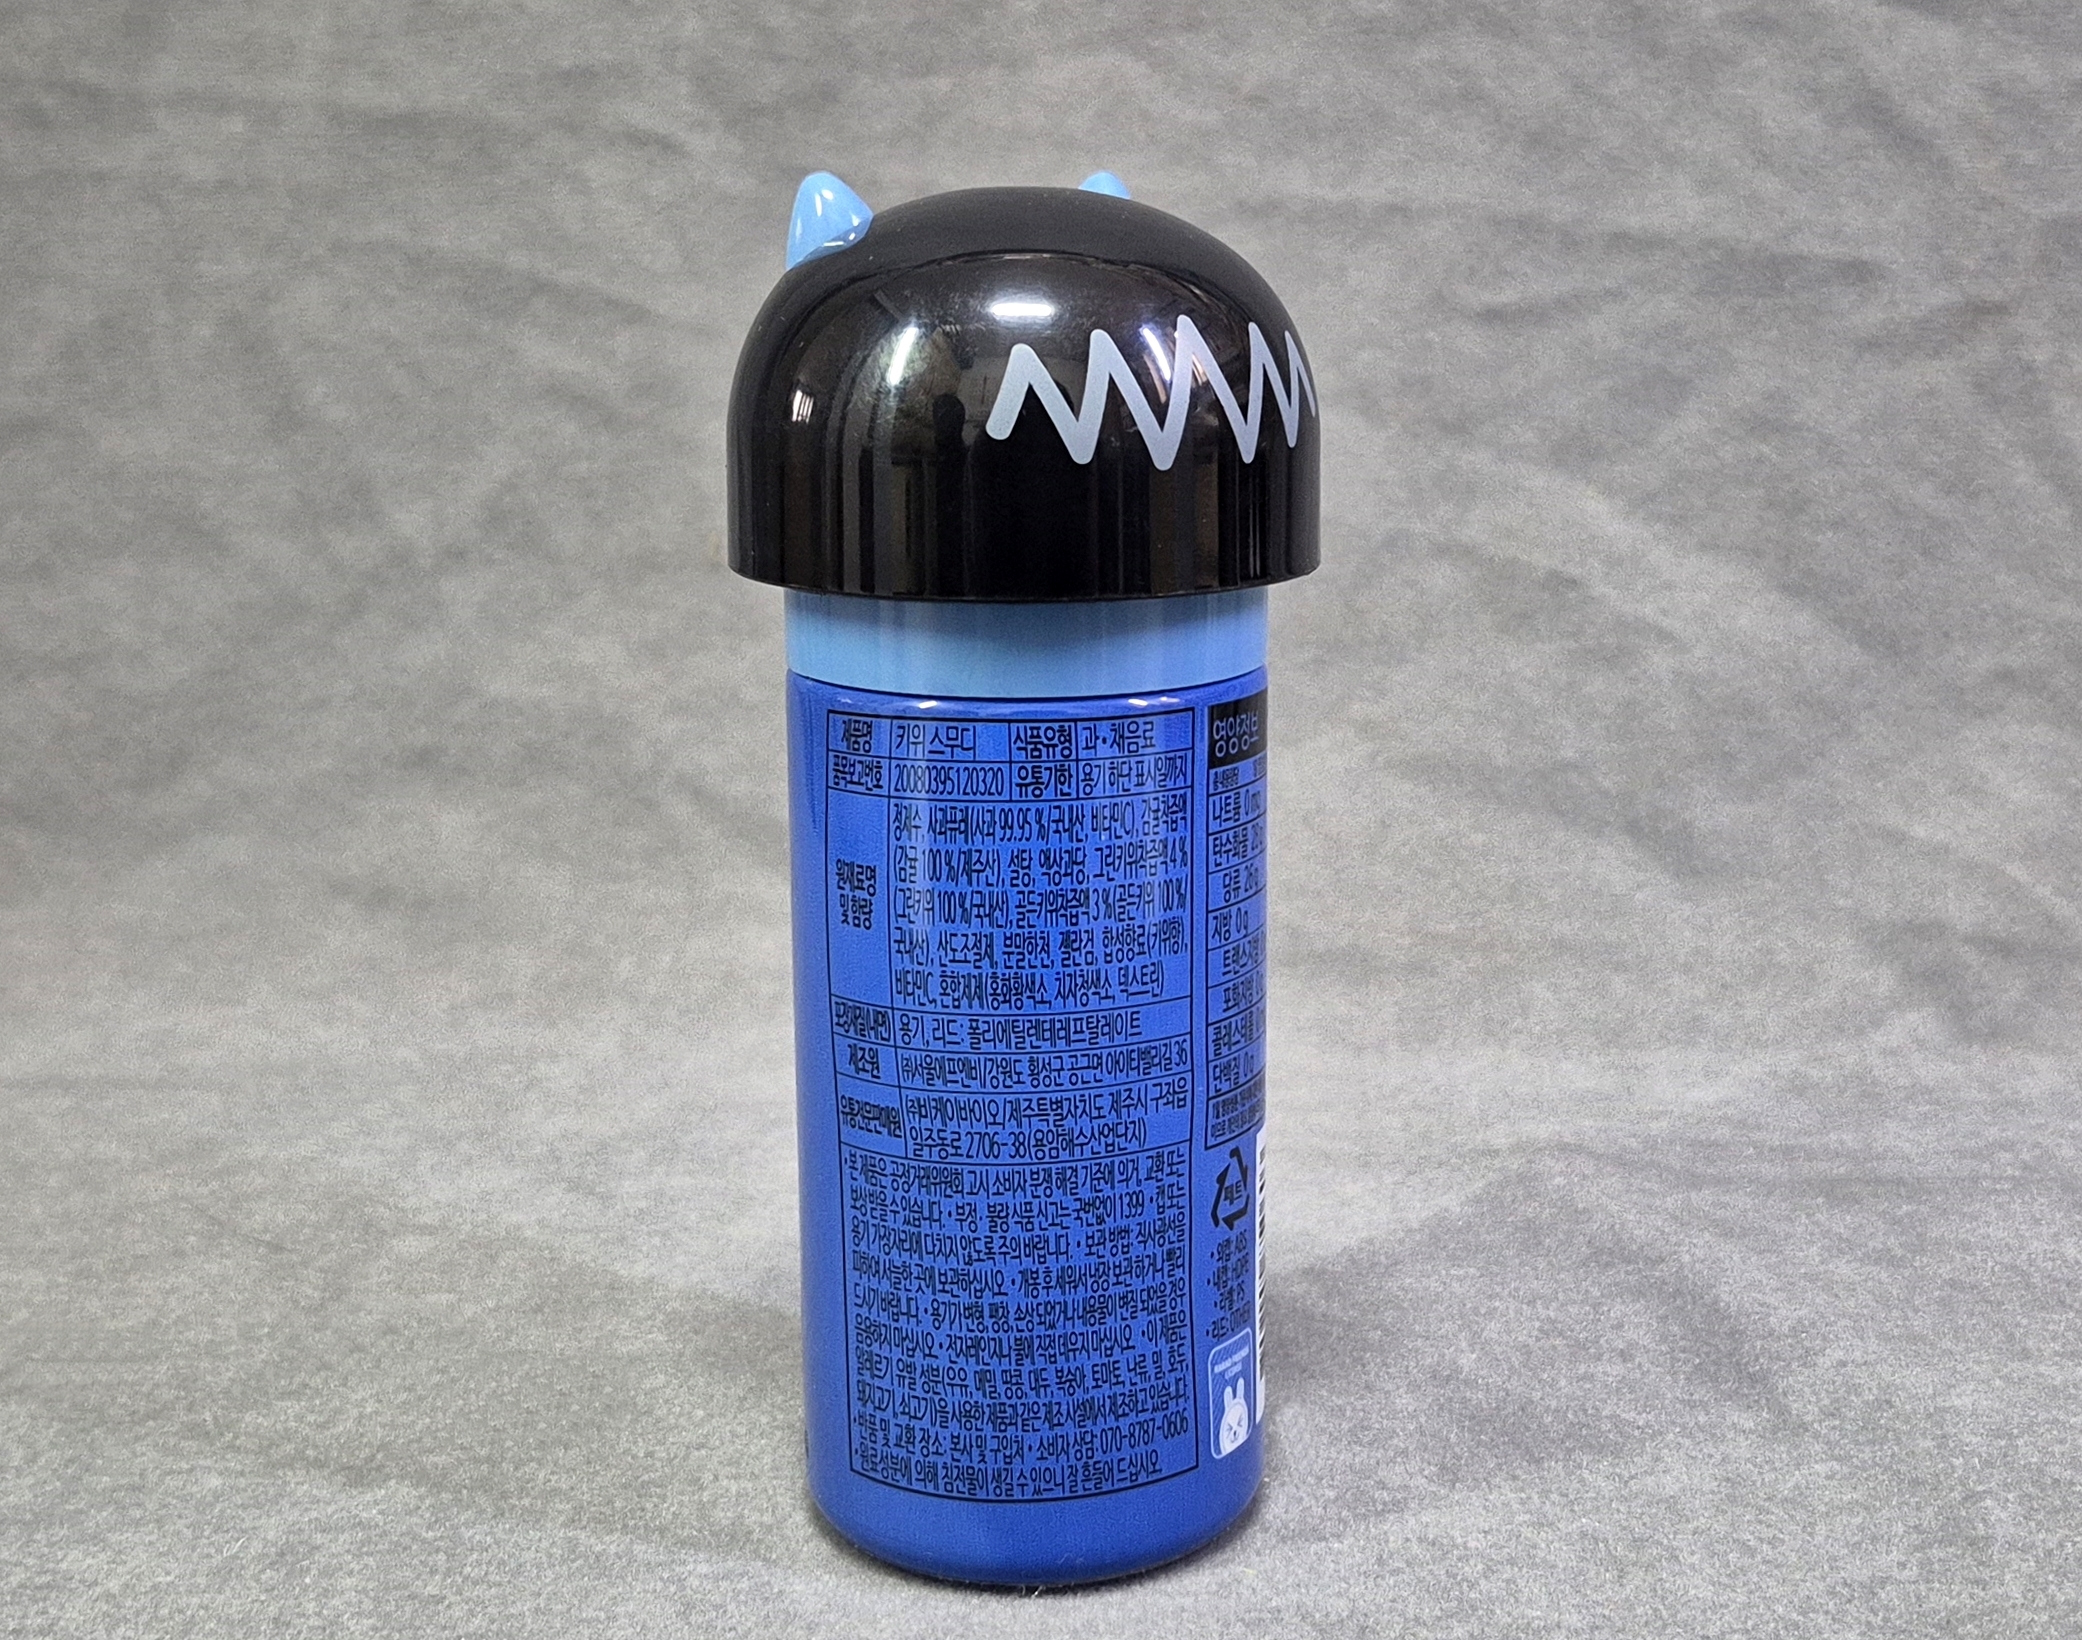 제품명 키위 스무디 식품유형 과•채음료
품목보고번호 20080395120320 유통기한 용기 하단 표시일까지
원재료명 및 함량
정제수, 사과퓨레(사과 99.95 %/국내산, 비타민C), 감귤착즙액
(감귤 100 %/제주산), 설탕, 액상과당, 그린키위착즙액 4 %
(그린키위 100 %/국내산), 골든키위착즙액 3 %(골든키위 100 %/
국내산), 산도조절제, 분말한천, 젤란검, 합성향료(키위향),
비타민C, 혼합제제(홍화황색소, 치자청색소, 덱스트린)
포장재질(내면) 용기, 리드: 폴리에틸렌테레프탈레이트
제조원 ㈜서울에프엔비/강원도 횡성군 공근면 아이티밸리길 36
유통전문판매원 ㈜비케이바이오/제주특별자치도 제주시 구좌읍
일주동로 2706-38(용암해수산업단지)
•본 제품은 공정거래위원회 고시 소비자 분쟁 해결 기준에 의거, 교환 또는
보상 받을 수 있습니다. •부정·불량 식품 신고는 국번없이 1399 •캡 또는
용기 가장자리에 다치지 않도록 주의 바랍니다. •보관 방법: 직사광선을
피하여 서늘한 곳에 보관하십시오 •개봉 후 세워서 냉장 보관 하거나 빨리
드시기 바랍니다. •용기가 변형, 팽창, 손상 되었거나 내용물이 변질 되었을 경우
음용하지 마십시오 •전자레인지나 불에 직접 데우지 마십시오 •이 제품은
알레르기 유발 성분(우유, 메밀, 땅콩, 대두, 복숭아, 토마토, 난류, 밀, 호두,
돼지고기, 쇠고기)을 사용한 제품과 같은 제조 시설에서 제조하고 있습니다.
•반품 및 교환 장소: 본사 및 구입처 •소비자 상담: 070-8787-0606
•원료성분에 의해 침전물이 생길 수 있으니 잘 흔들어 드십시오.
영양정보
나트륨 0 mg
탄수화물 28 g
당류 26 g
지방 0 g
트랜스지방
포화지방 0 g
콜레스테롤 0
단백질 0 g
페트
•외캡: ABS
•내캡: HDPE
•라벨: PS
•리드: OTHER